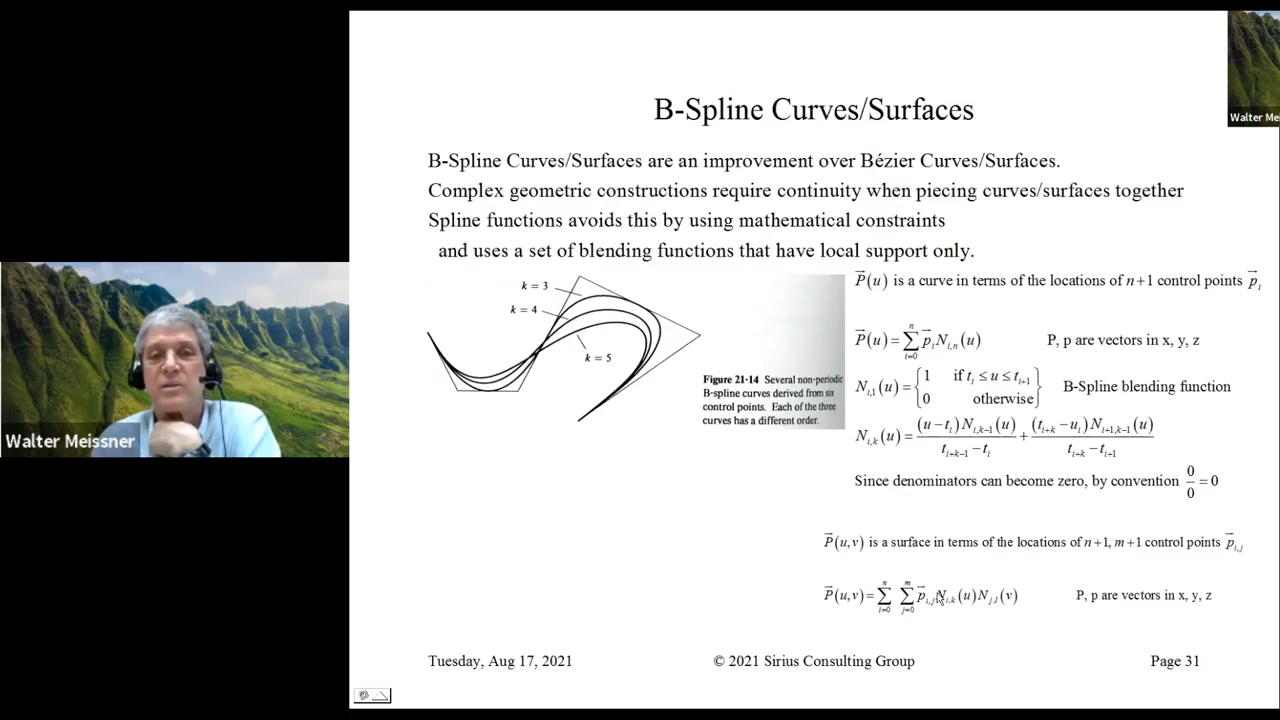 B-Spline Curves/Surfaces
B-Spline Curves/Surfaces are an improvement over Bézier Curves/Surfaces.
Complex geometric constructions require continuity when piecing curves/surfaces together
Spline functions avoids this by using mathematical constraints
and uses a set of blending functions that have local support only.
k = 3
k = 4
k = 5
Figure 21-14 Several non-periodic
B-spline curves derived from six
control points. Each of the three
curves has a different order.
P(u) is a curve in terms of the locations of n+1 control points p_i
P(u) = ∑_{i=0}^{n} p_i N_{i,n}(u) P, p are vectors in x, y, z
N_{i,1}(u) = { 1 if t_i ≤ u ≤ t_{i+1}
0 otherwise } B-Spline blending function
N_{i,k}(u) = (u − t_i) N_{i,k−1}(u) / (t_{i+k−1} − t_i) + (t_{i+k} − u_i) N_{i+1,k−1}(u) / (t_{i+k} − t_{i+1})
Since denominators can become zero, by convention 0/0 = 0
P(u,v) is a surface in terms of the locations of n+1, m+1 control points p_{i,j}
P(u,v) = ∑_{i=0}^{n} ∑_{j=0}^{m} p_{i,j} N_{i,k}(u) N_{j,l}(v) P, p are vectors in x, y, z
Tuesday, Aug 17, 2021
© 2021 Sirius Consulting Group
Page 31
Walter Meissner
Walter Mei